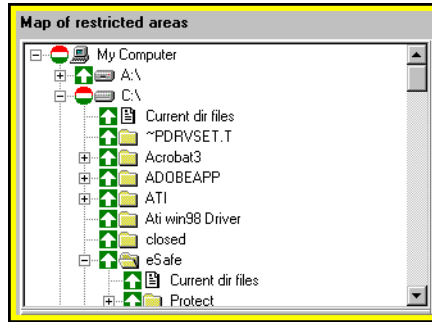 Map of restricted areas
My Computer
A:\
C:\
Current dir files
~PDRVSET.T
Acrobat3
ADOBEAPP
ATI
Ati win98 Driver
closed
eSafe
Current dir files
Protect